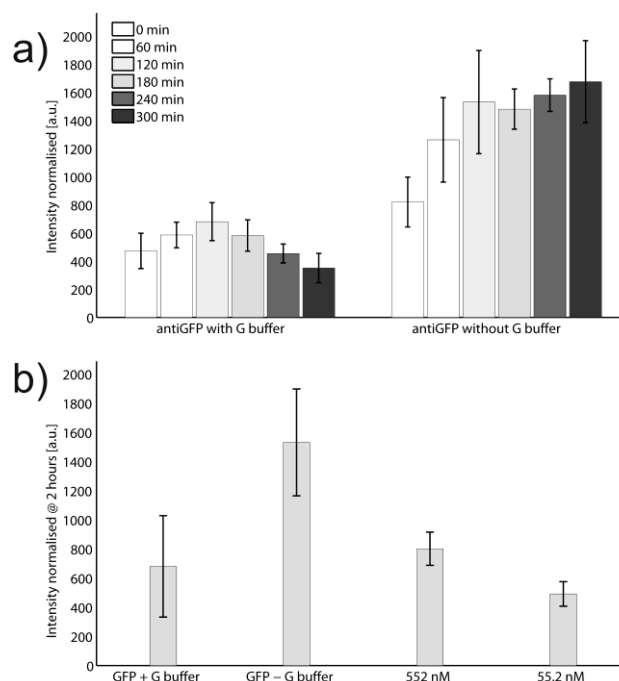 a)
Intensity normalised [a.u.]
2000
1800
1600
1400
1200
1000
800
600
400
200
0
0 min
60 min
120 min
180 min
240 min
300 min
antiGFP with G buffer
antiGFP without G buffer
b)
Intensity normalised @ 2 hours [a.u.]
2000
1800
1600
1400
1200
1000
800
600
400
200
0
GFP + G buffer
GFP – G buffer
552 nM
55.2 nM